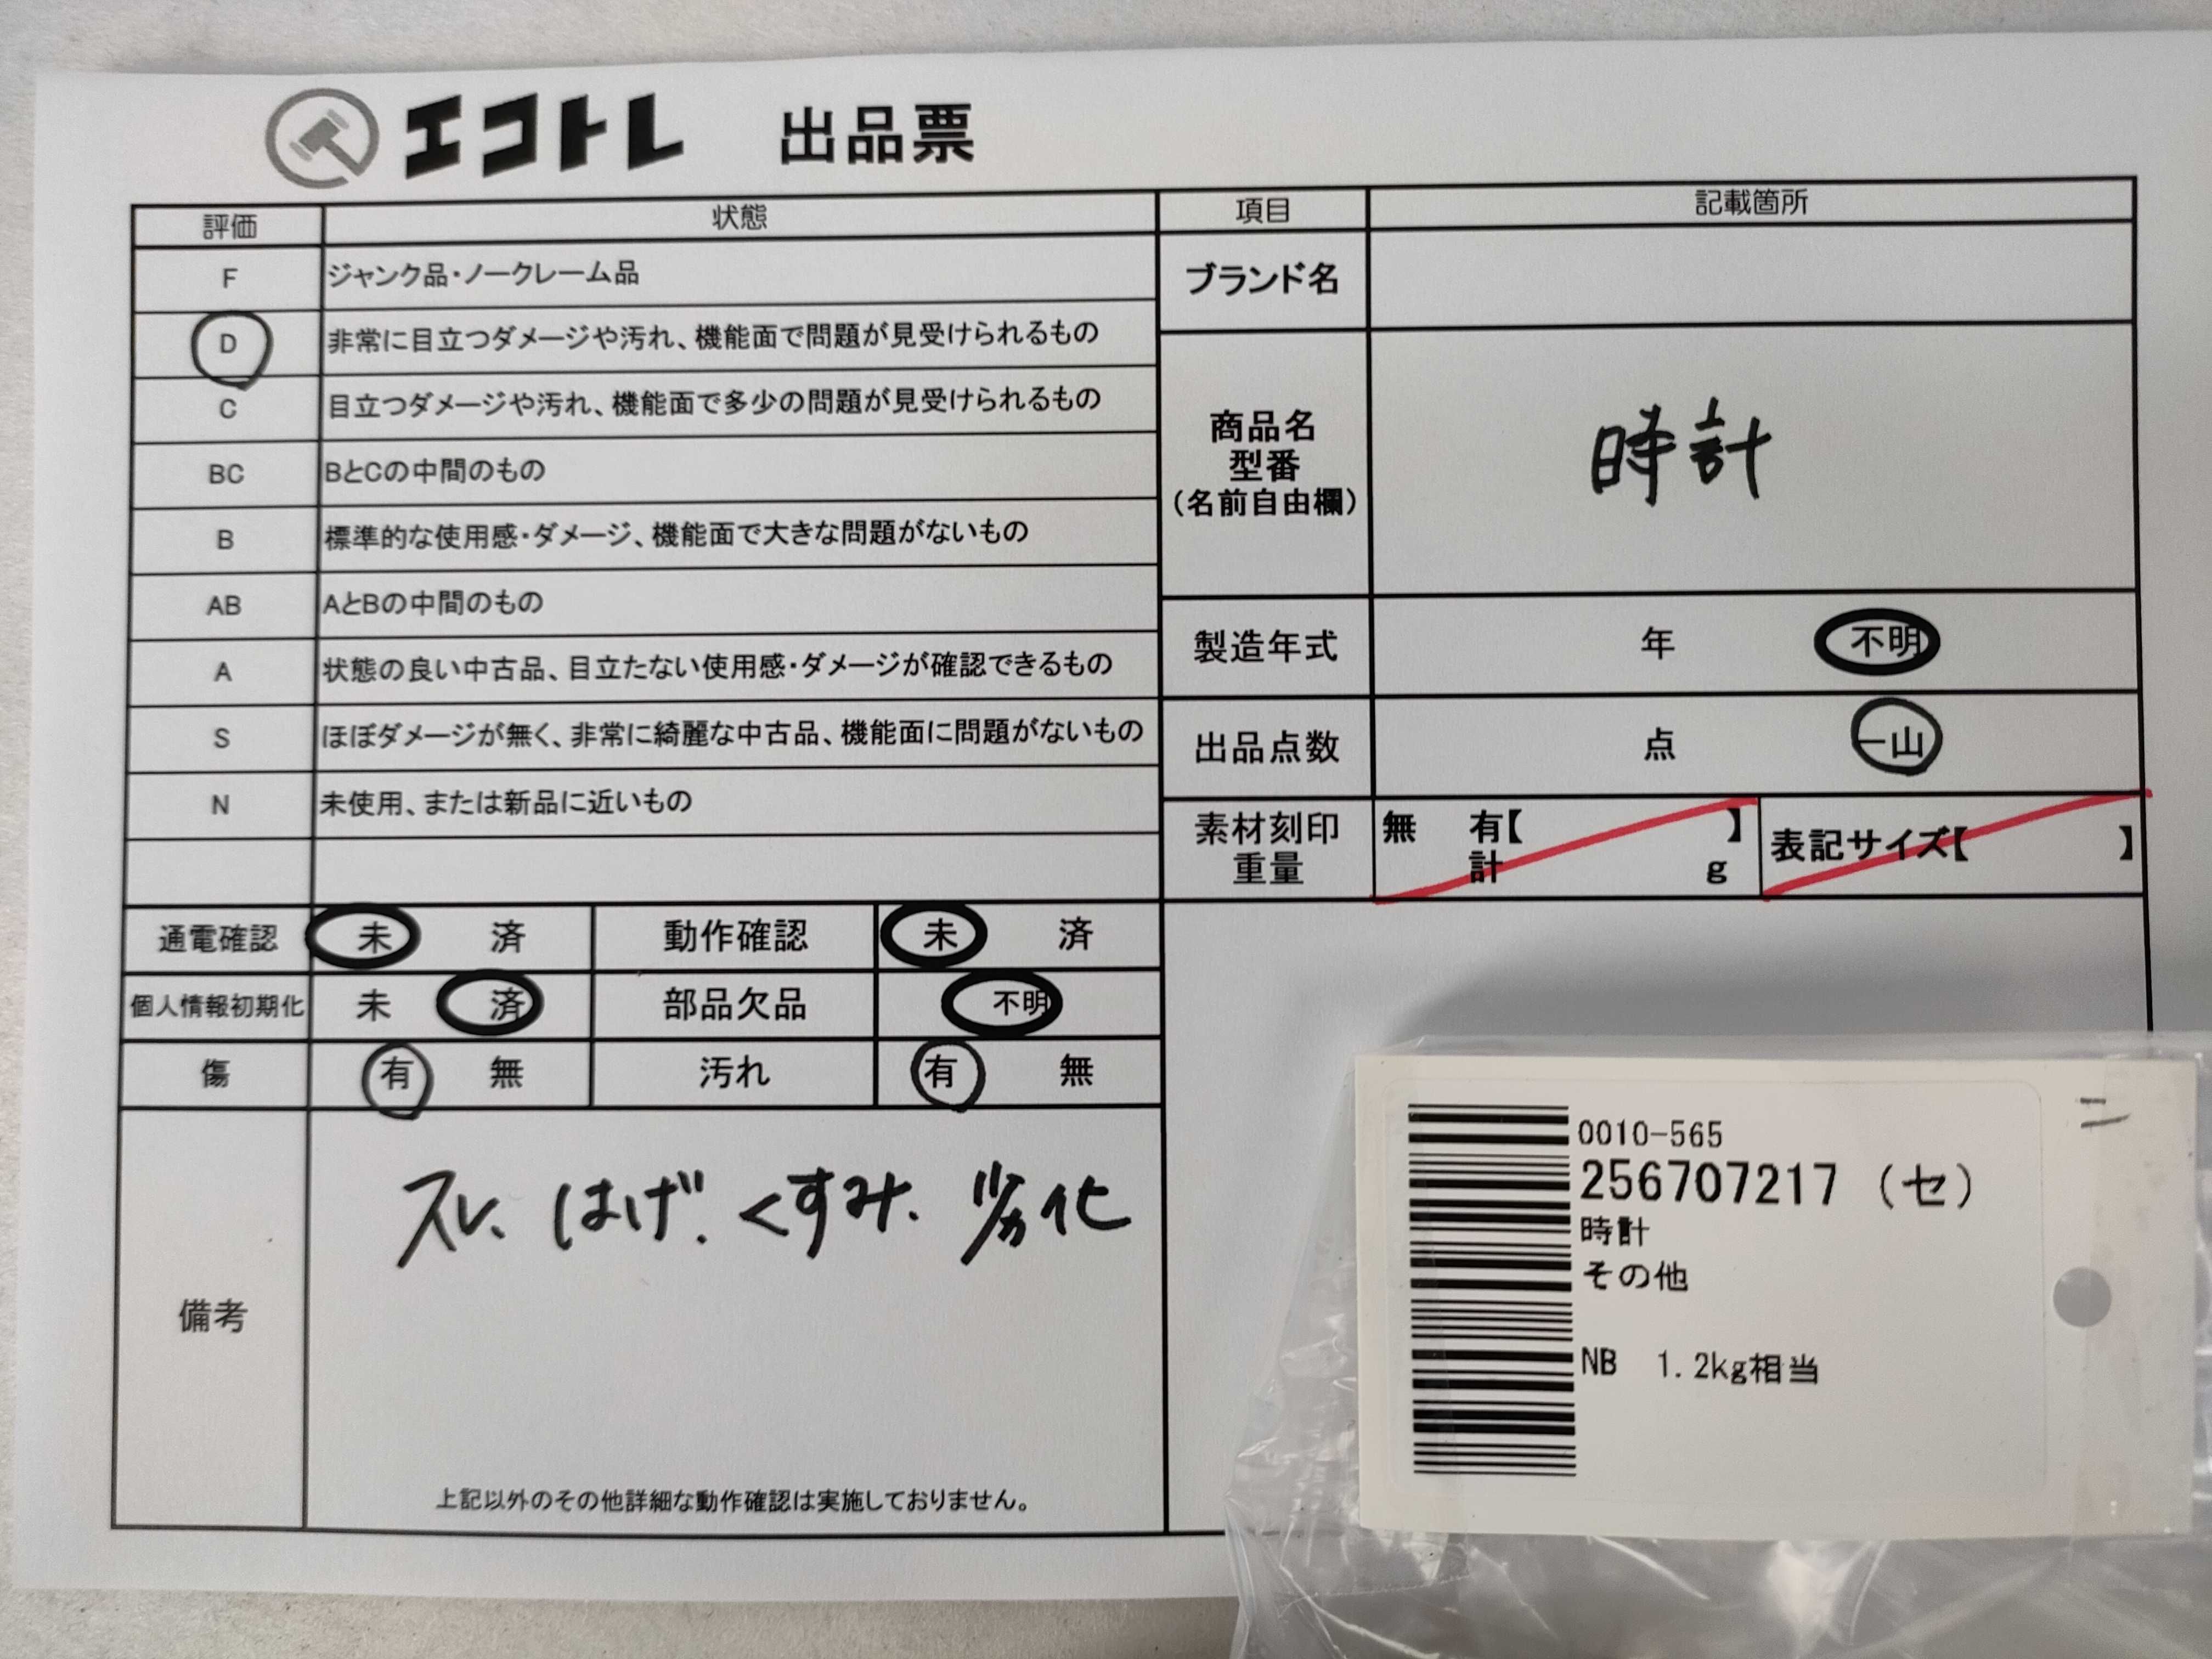 エコトレ 出品票
評価 状態
F ジャンク品・ノークレーム品
D 非常に目立つダメージや汚れ、機能面で問題が見受けられるもの
C 目立つダメージや汚れ、機能面で多少の問題が見受けられるもの
BC BとCの中間のもの
B 標準的な使用感・ダメージ、機能面で大きな問題がないもの
AB AとBの中間のもの
A 状態の良い中古品、目立たない使用感・ダメージが確認できるもの
S ほぼダメージが無く、非常に綺麗な中古品、機能面に問題がないもの
N 未使用、または新品に近いもの
項目 記載箇所
ブランド名
商品名
型番
(名前自由欄)
時計
製造年式 年 不明
出品点数 点 一山
素材刻印
重量
無 有【 】
計 g
表記サイズ【 】
通電確認 未 済 動作確認 未 済
個人情報初期化 未 済 部品欠品 不明
傷 有 無 汚れ 有 無
備考
スレ、はげ、くすみ、劣化
上記以外のその他詳細な動作確認は実施しておりません。
0010-565
256707217 (セ)
時計
その他
NB 1.2kg相当